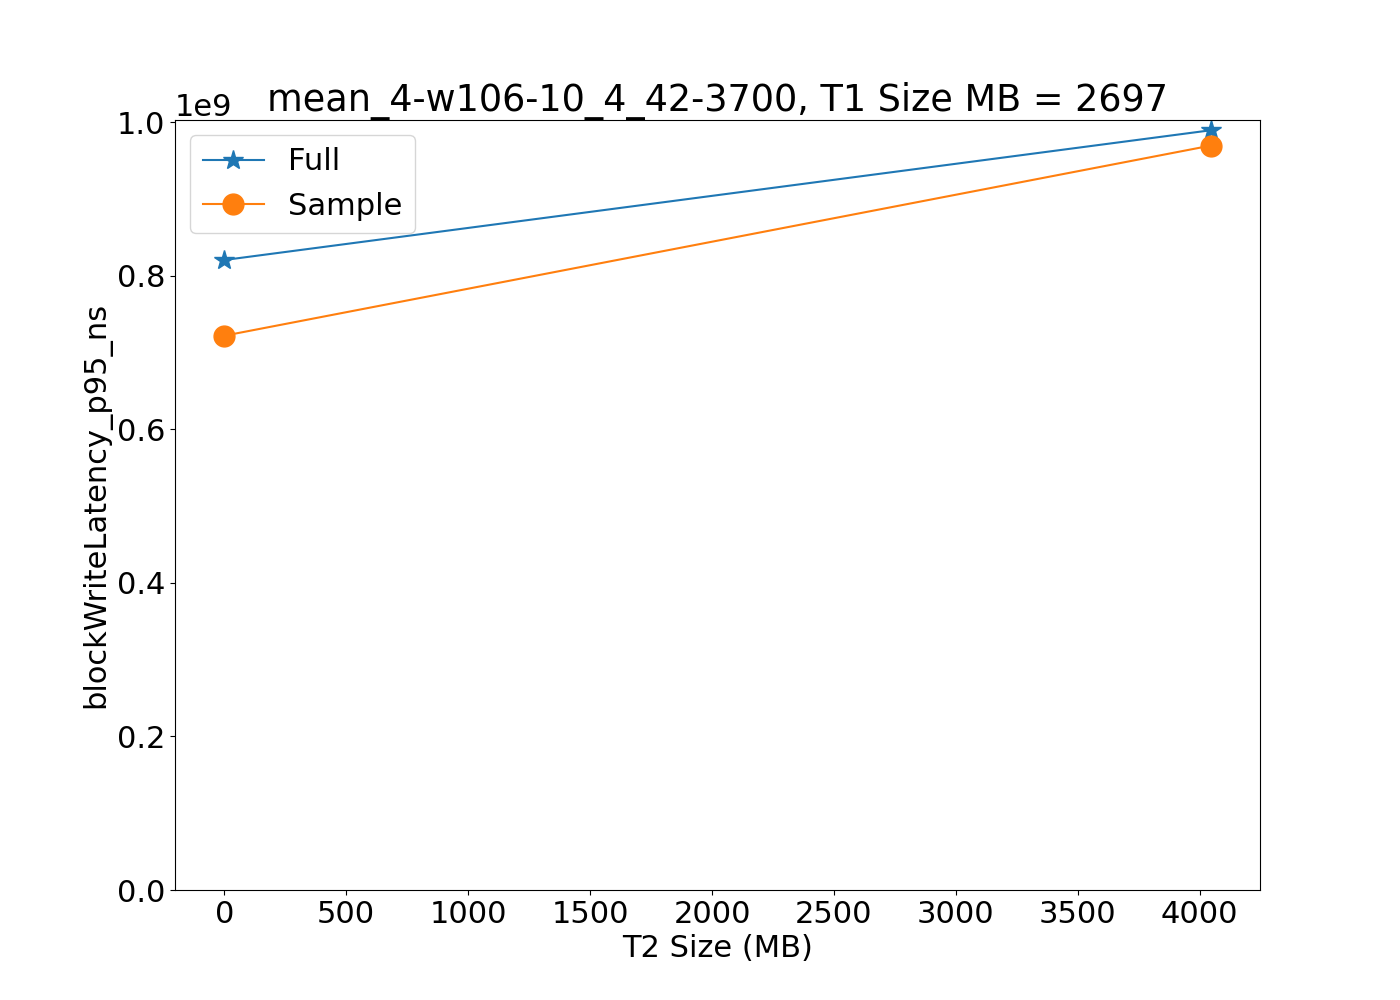 mean_4-w106-10_4_42-3700, T1 Size MB = 2697
1e9
Full
Sample
blockWriteLatency_p95_ns
1.0
0.8
0.6
0.4
0.2
0.0
0 500 1000 1500 2000 2500 3000 3500 4000
T2 Size (MB)